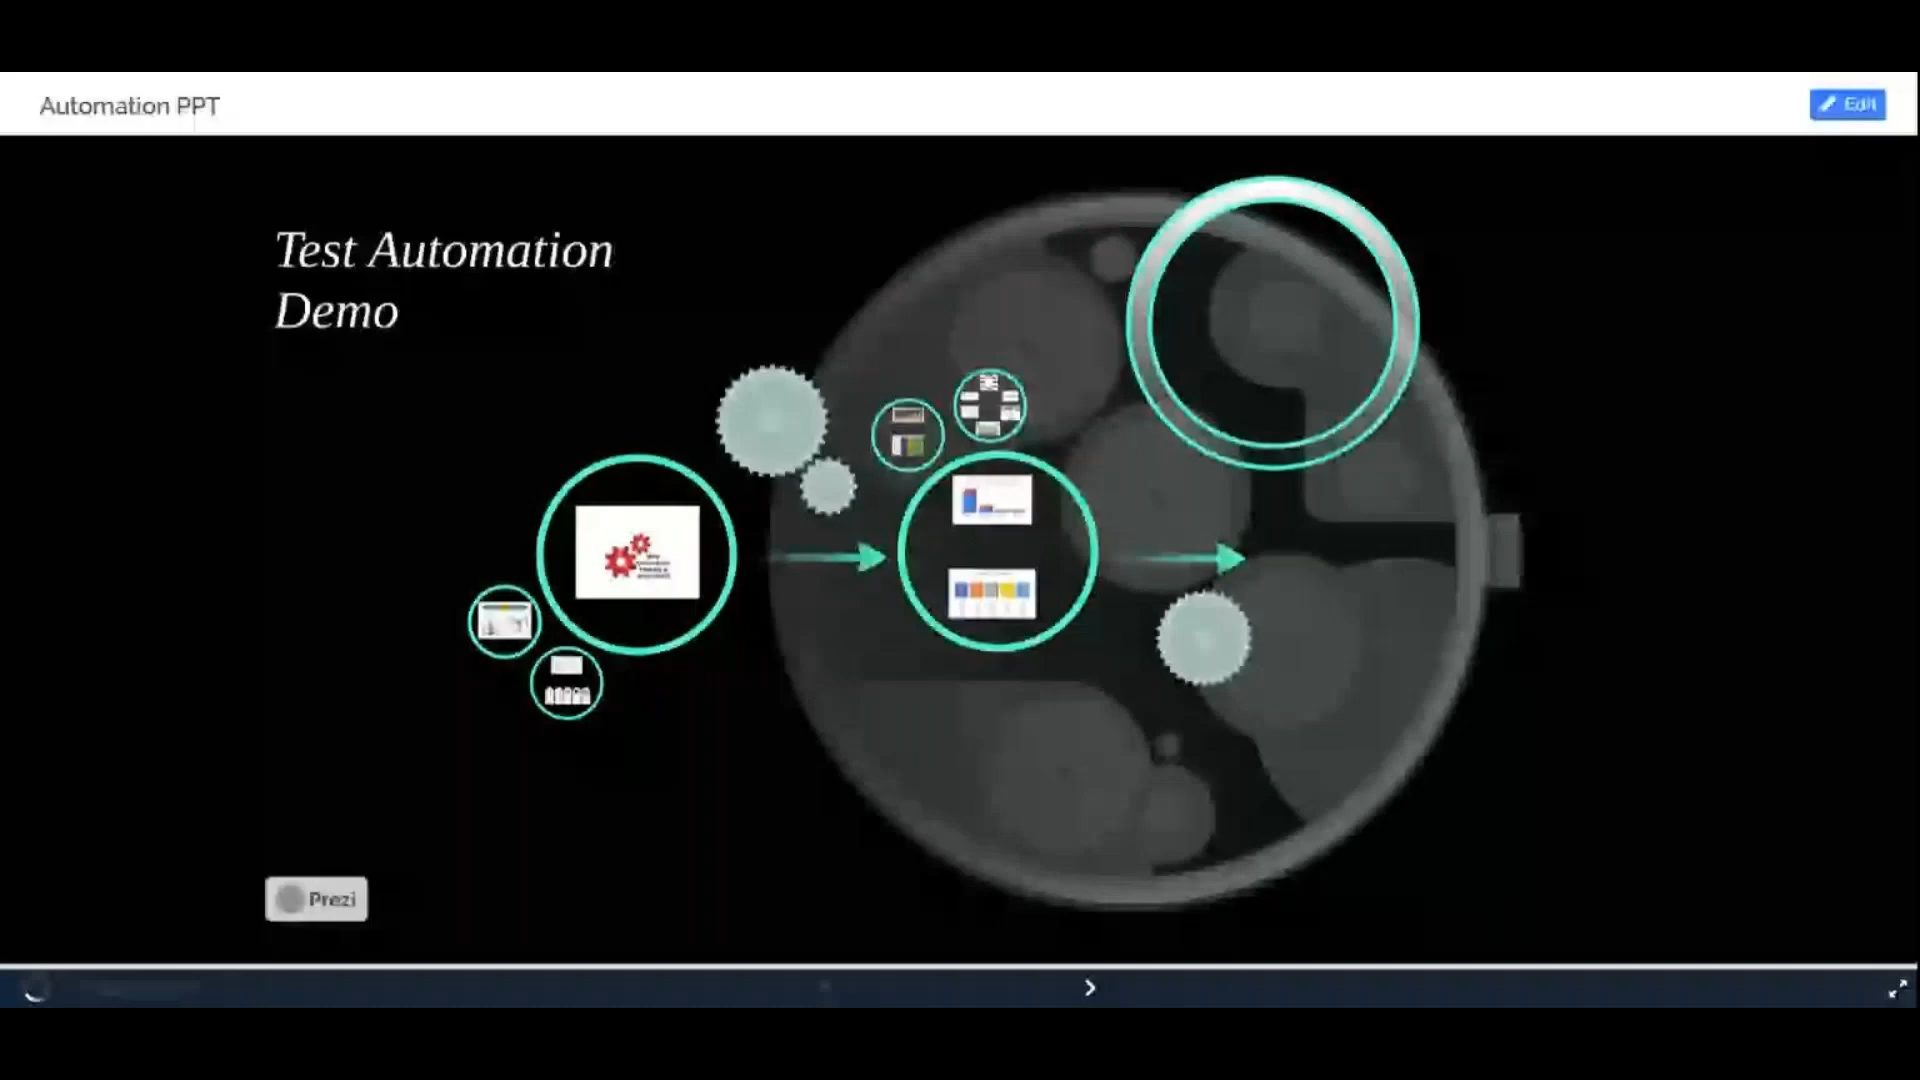 Automation PPT
Edit
Test Automation
Demo
Prezi